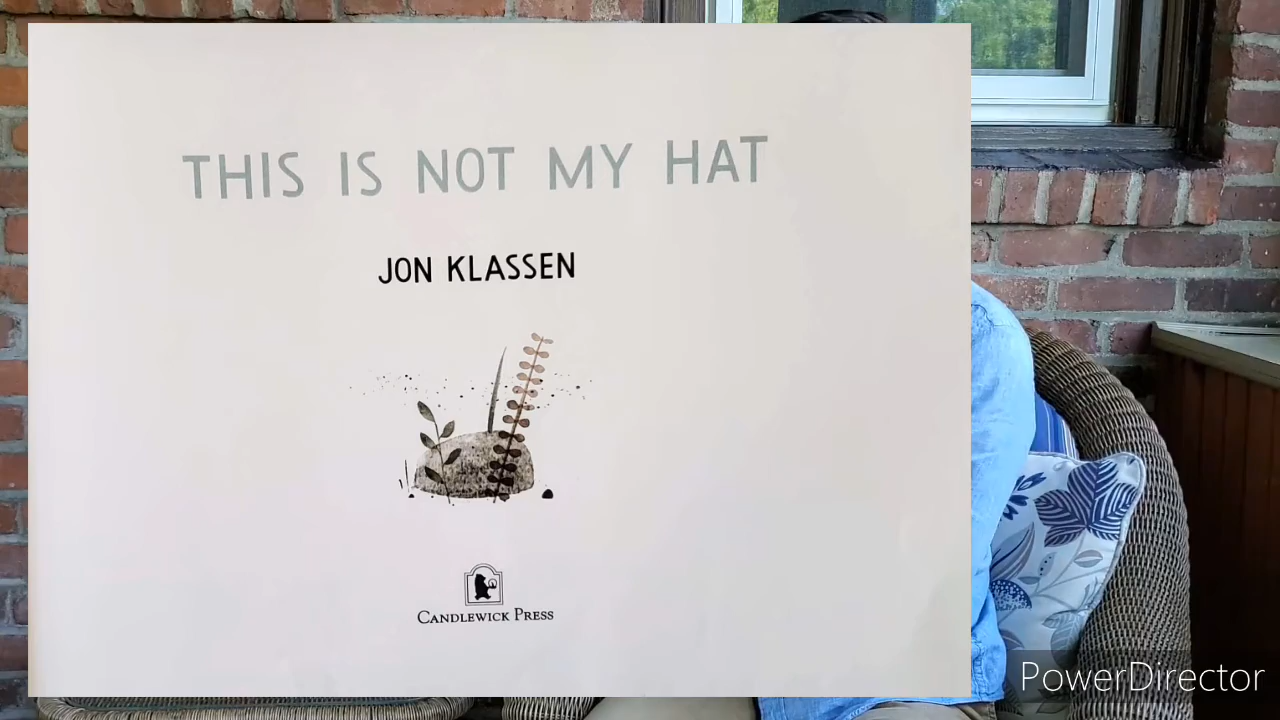 THIS IS NOT MY HAT
JON KLASSEN
CANDLEWICK PRESS
PowerDirector